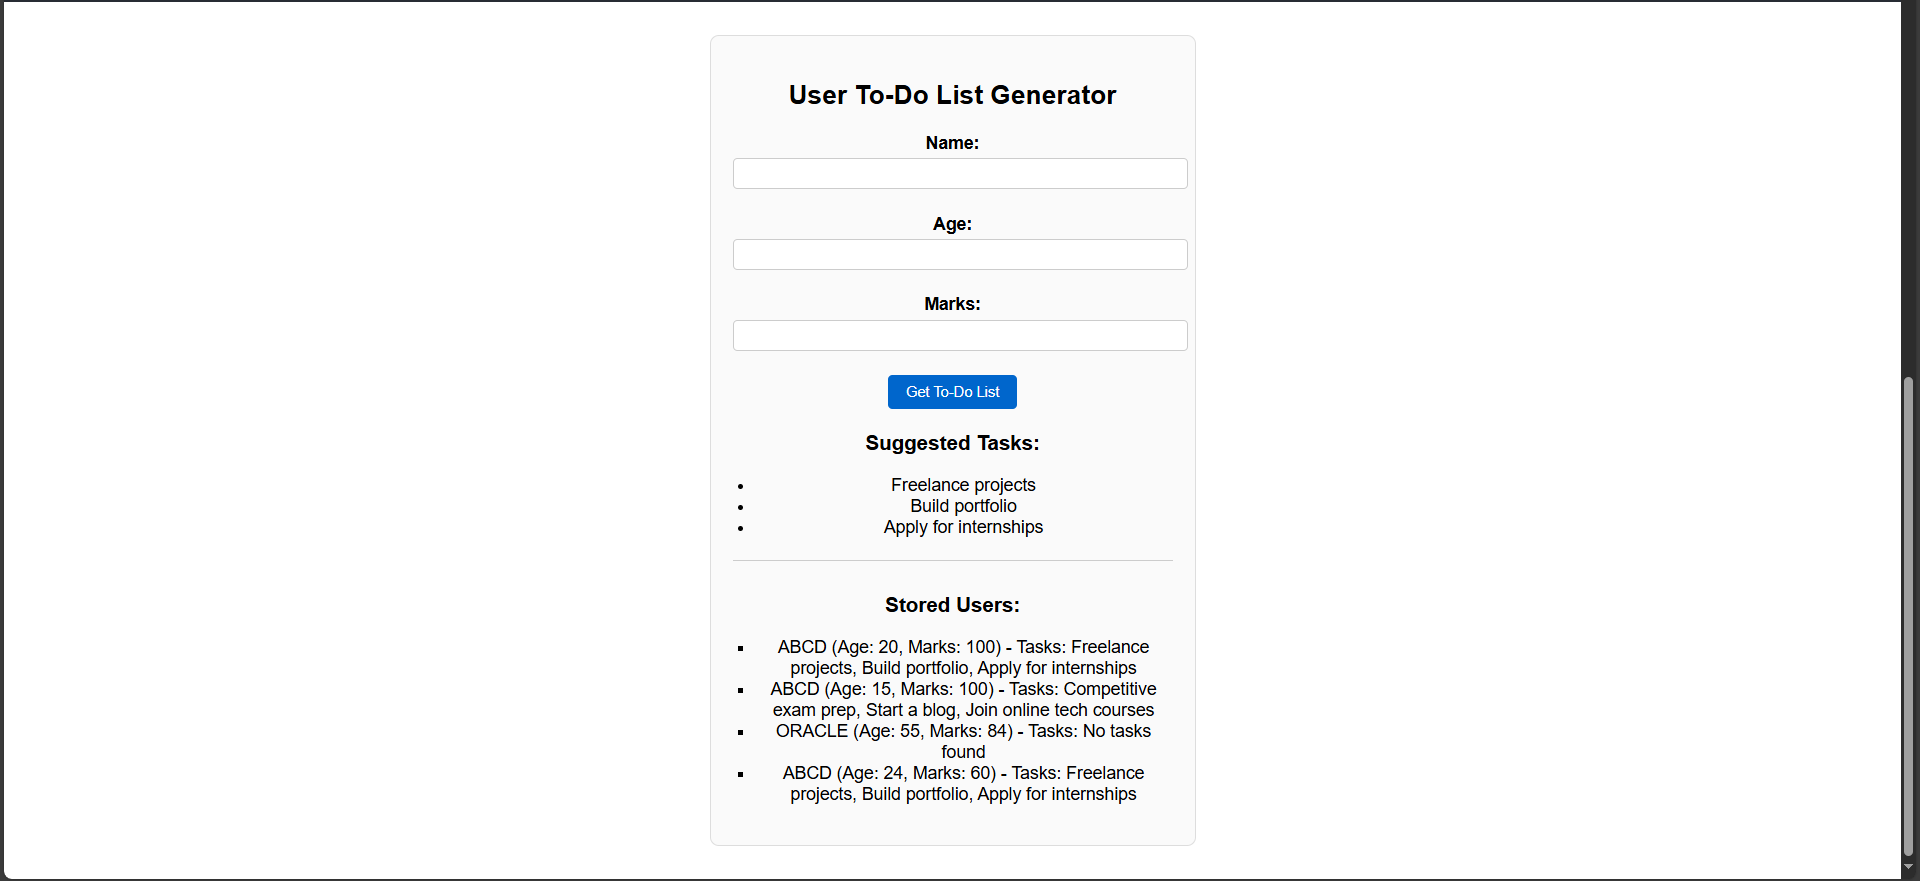 User To-Do List Generator
Name:
Age:
Marks:
Get To-Do List
Suggested Tasks:
Freelance projects
Build portfolio
Apply for internships
Stored Users:
ABCD (Age: 20, Marks: 100) - Tasks: Freelance
projects, Build portfolio, Apply for internships
ABCD (Age: 15, Marks: 100) - Tasks: Competitive
exam prep, Start a blog, Join online tech courses
ORACLE (Age: 55, Marks: 84) - Tasks: No tasks
found
ABCD (Age: 24, Marks: 60) - Tasks: Freelance
projects, Build portfolio, Apply for internships